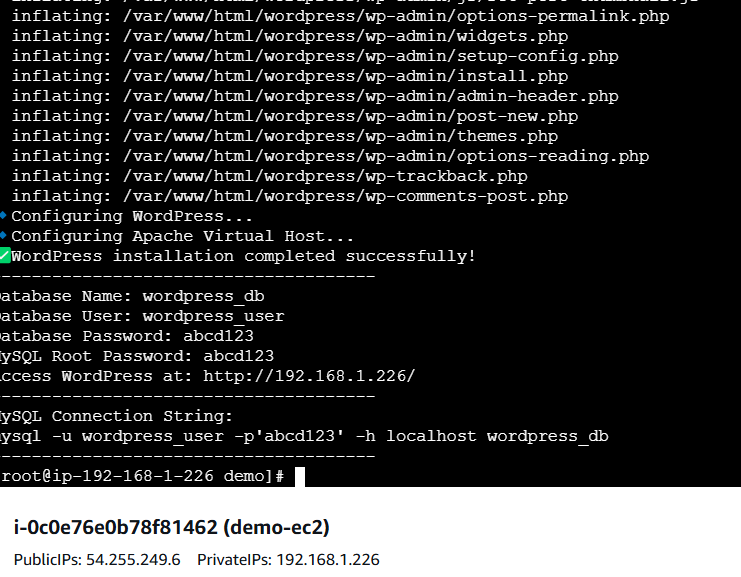 inflating: /var/www/html/wordpress/wp-admin/options-permalink.php
inflating: /var/www/html/wordpress/wp-admin/widgets.php
inflating: /var/www/html/wordpress/wp-admin/setup-config.php
inflating: /var/www/html/wordpress/wp-admin/install.php
inflating: /var/www/html/wordpress/wp-admin/admin-header.php
inflating: /var/www/html/wordpress/wp-admin/post-new.php
inflating: /var/www/html/wordpress/wp-admin/themes.php
inflating: /var/www/html/wordpress/wp-admin/options-reading.php
inflating: /var/www/html/wordpress/wp-trackback.php
inflating: /var/www/html/wordpress/wp-comments-post.php
🔹Configuring WordPress...
🔹Configuring Apache Virtual Host...
✅WordPress installation completed successfully!
--------------------------------------
atabase Name: wordpress_db
atabase User: wordpress_user
atabase Password: abcd123
ySQL Root Password: abcd123
ccess WordPress at: http://192.168.1.226/
--------------------------------------
ySQL Connection String:
ysql -u wordpress_user -p'abcd123' -h localhost wordpress_db
--------------------------------------
root@ip-192-168-1-226 demo]#
i-0c0e76e0b78f81462 (demo-ec2)
PublicIPs: 54.255.249.6 PrivateIPs: 192.168.1.226